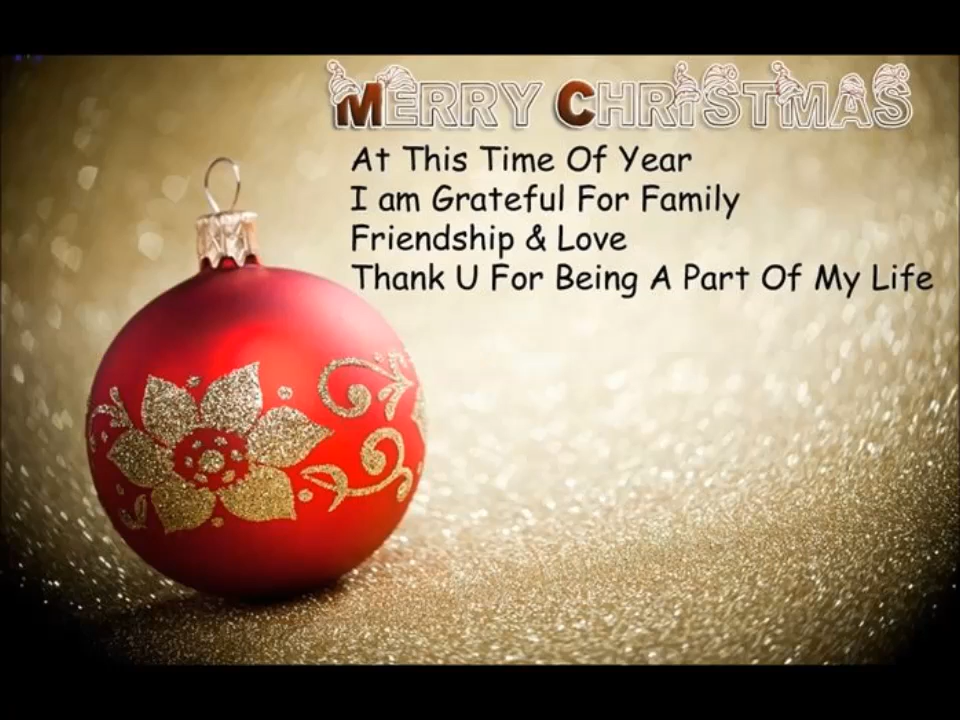 MERRY CHRISTMAS
At This Time Of Year
I am Grateful For Family
Friendship & Love
Thank U For Being A Part Of My Life